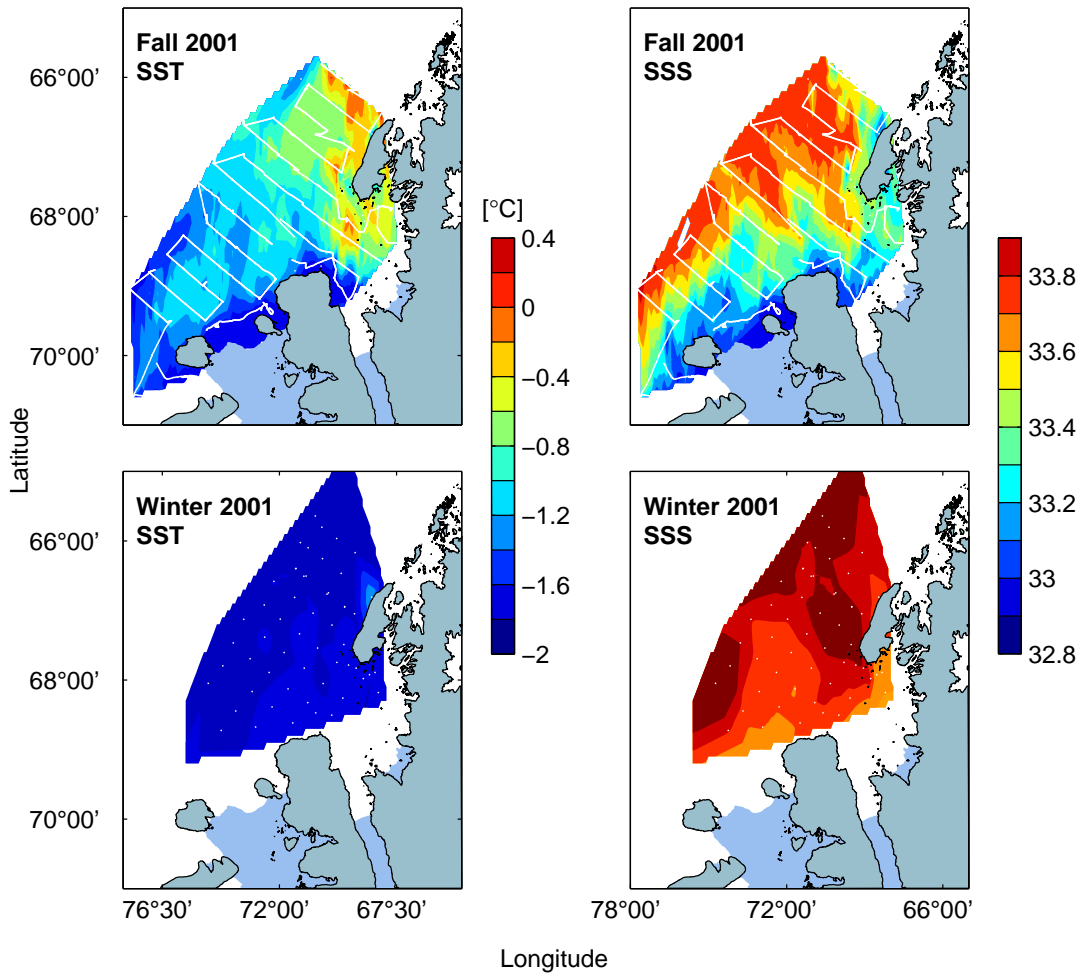 Fall 2001
SST
Fall 2001
SSS
66°00’
68°00’
70°00’
[°C]
0.4
0
−0.4
−0.8
−1.2
−1.6
−2
33.8
33.6
33.4
33.2
33
32.8
Latitude
Winter 2001
SST
Winter 2001
SSS
66°00’
68°00’
70°00’
76°30’
72°00’
67°30’
78°00’
72°00’
66°00’
Longitude